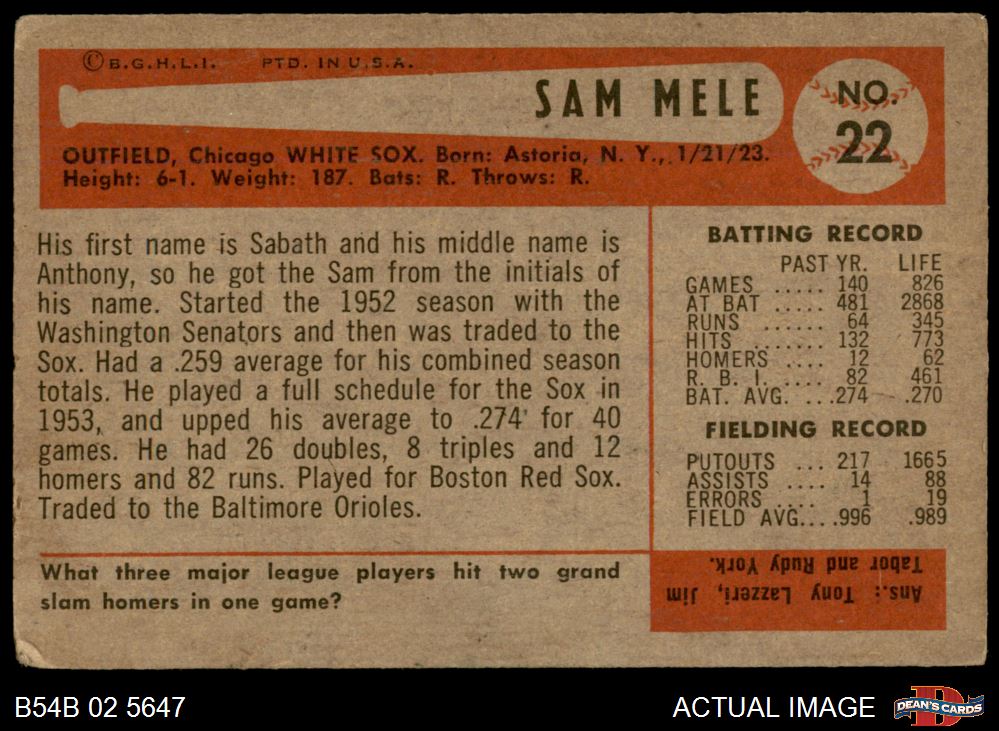 © B.G.H.L.I. PTD. IN U.S.A.
SAM MELE
NO.
22
OUTFIELD, Chicago WHITE SOX. Born: Astoria, N. Y., 1/21/23.
Height: 6-1. Weight: 187. Bats: R. Throws: R.
His first name is Sabath and his middle name is
Anthony, so he got the Sam from the initials of
his name. Started the 1952 season with the
Washington Senators and then was traded to the
Sox. Had a .259 average for his combined season
totals. He played a full schedule for the Sox in
1953, and upped his average to .274 for 40
games. He had 26 doubles, 8 triples and 12
homers and 82 runs. Played for Boston Red Sox.
Traded to the Baltimore Orioles.
What three major league players hit two grand
slam homers in one game?
BATTING RECORD
PAST YR. LIFE
GAMES ..... 140 826
AT BAT ..... 481 2868
RUNS ...... 64 345
HITS ....... 132 773
HOMERS .... 12 62
R. B. I. ..... 82 461
BAT. AVG. ... .274 .270
FIELDING RECORD
PUTOUTS ... 217 1665
ASSISTS .... 14 88
ERRORS .... 1 19
FIELD AVG.... .996 .989
Ans.: Tony Lazzeri, Jim
Tabor and Rudy York.
B54B 02 5647
ACTUAL IMAGE
DEAN'S CARDS